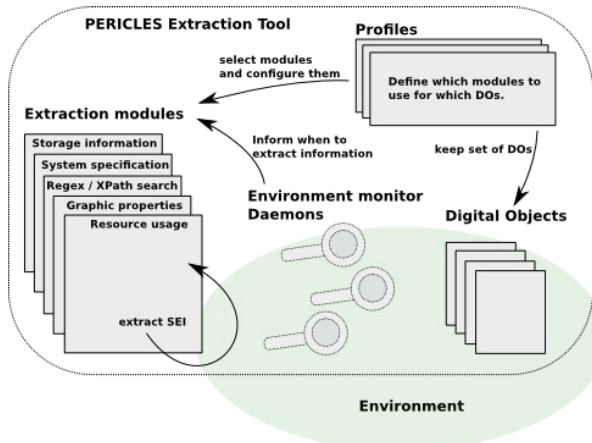 PERICLES Extraction Tool
Profiles
select modules
and configure them
Define which modules to
use for which DOs.
Extraction modules
Inform when to
extract information
keep set of DOs
Storage information
System specification
Regex / XPath search
Graphic properties
Resource usage
extract SEI
Environment monitor
Daemons
Digital Objects
Environment